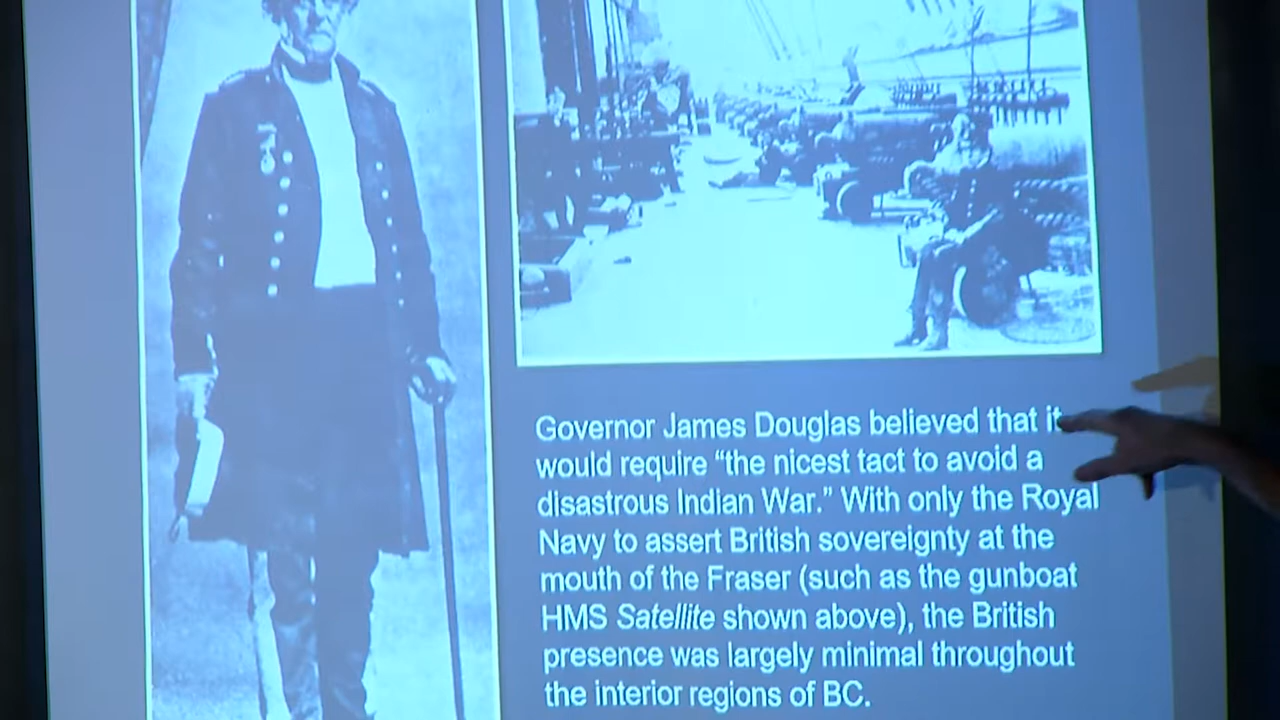 Governor James Douglas believed that it
would require “the nicest tact to avoid a
disastrous Indian War.” With only the Royal
Navy to assert British sovereignty at the
mouth of the Fraser (such as the gunboat
HMS Satellite shown above), the British
presence was largely minimal throughout
the interior regions of BC.